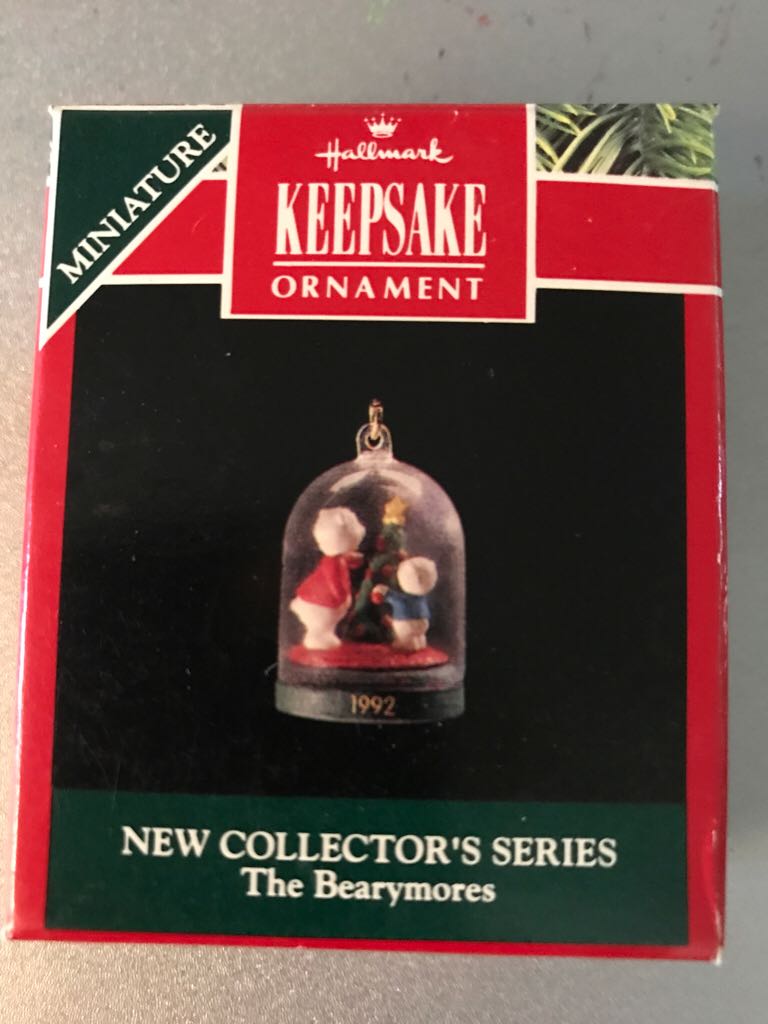 MINIATURE
Hallmark
KEEPSAKE
ORNAMENT
1992
NEW COLLECTOR'S SERIES
The Bearymores